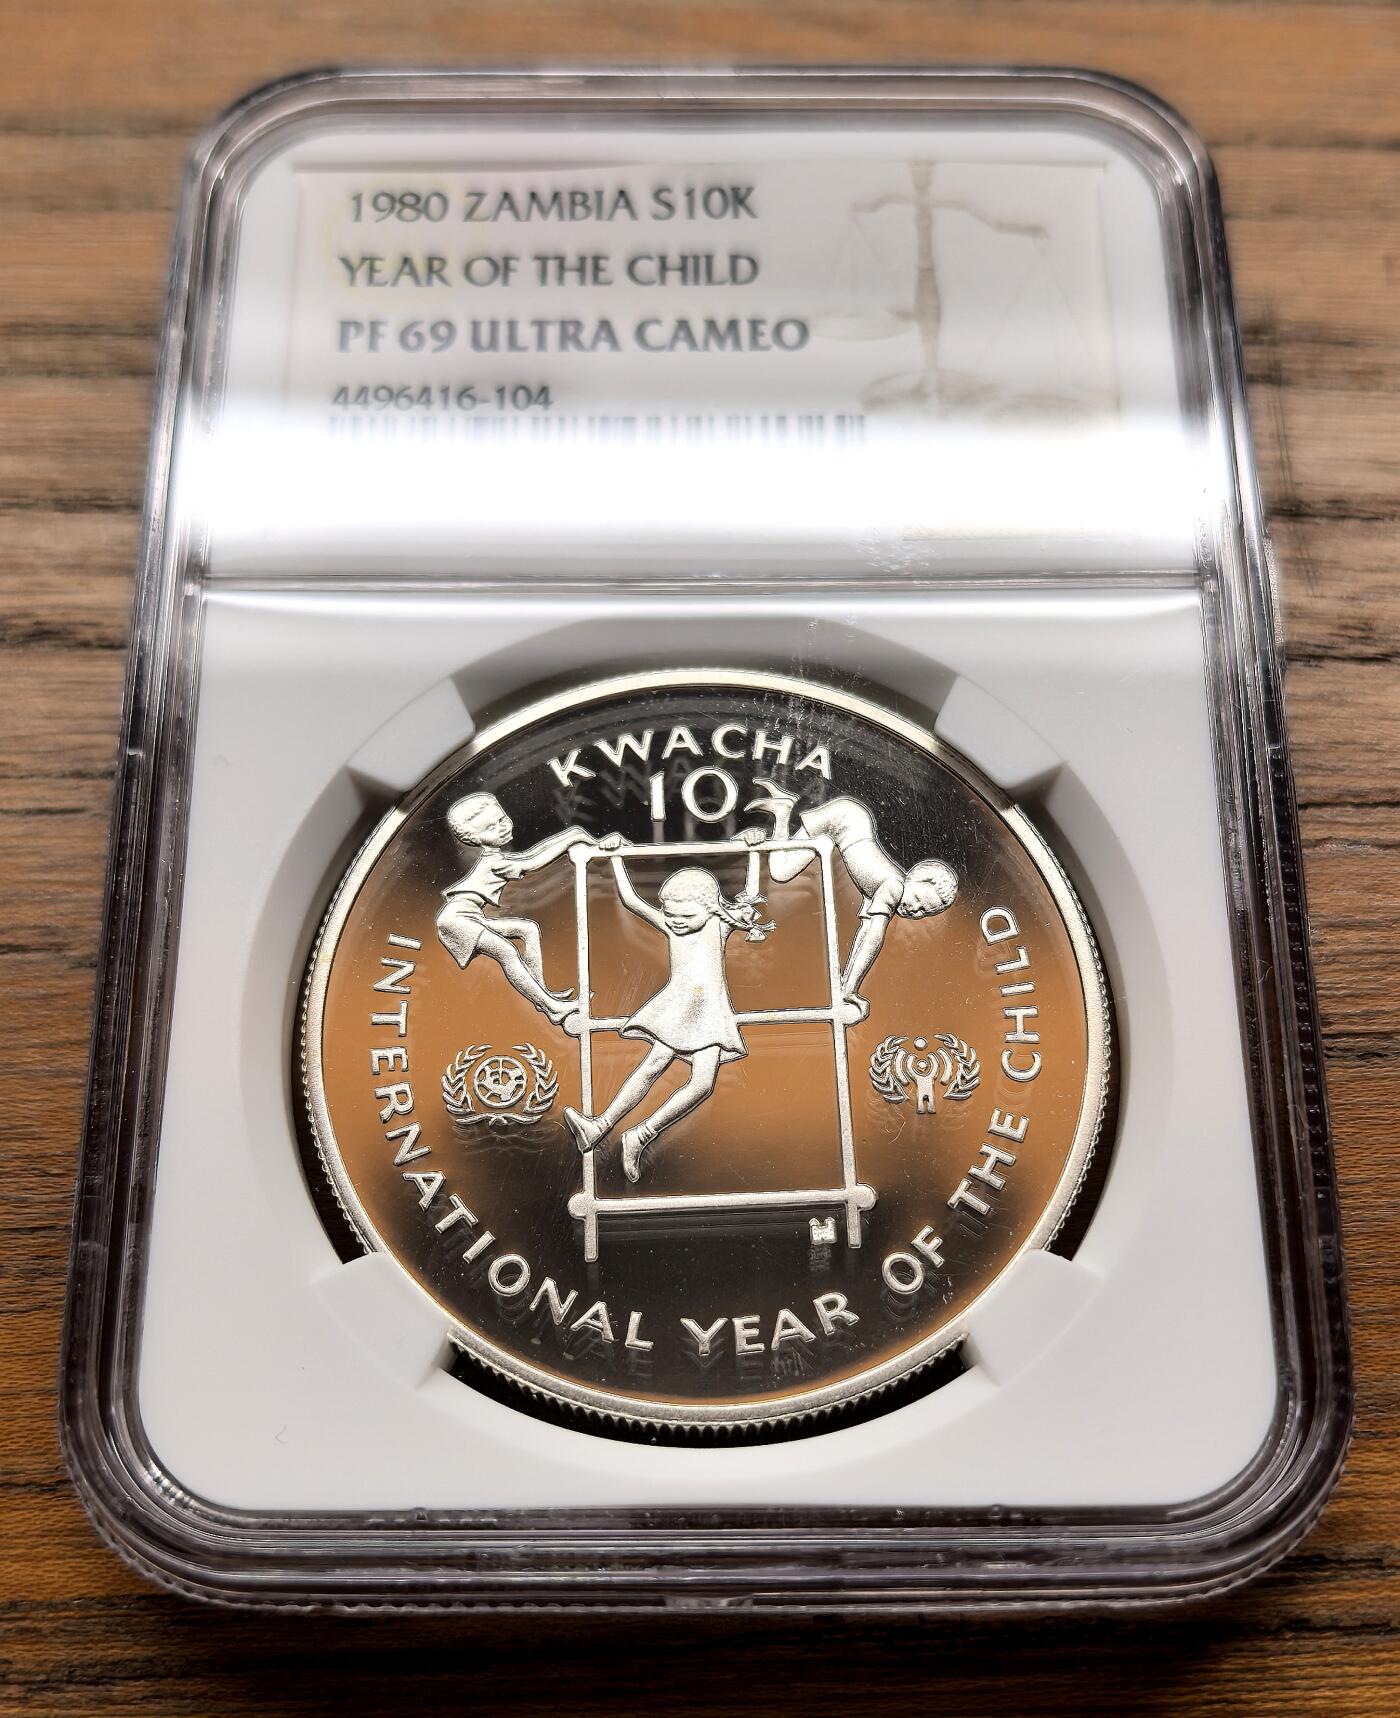 1980 ZAMBIA S10K
YEAR OF THE CHILD
PF 69 ULTRA CAMEO
4496416-104
KWACHA
10
INTERNATIONAL YEAR OF THE CHILD